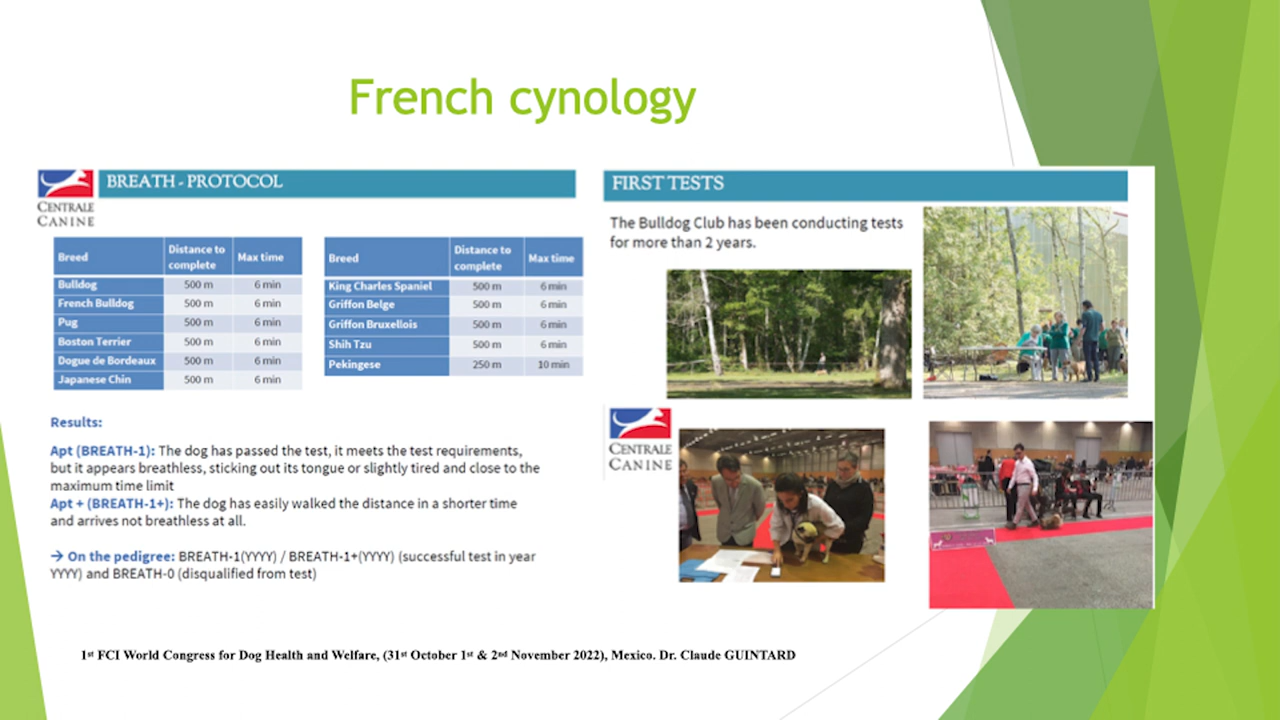 French cynology
CENTRALE
CANINE
BREATH - PROTOCOL
Breed Distance to complete Max time
Bulldog 500 m 6 min
French Bulldog 500 m 6 min
Pug 500 m 6 min
Boston Terrier 500 m 6 min
Dogue de Bordeaux 500 m 6 min
Japanese Chin 500 m 6 min
Breed Distance to complete Max time
King Charles Spaniel 500 m 6 min
Griffon Belge 500 m 6 min
Griffon Bruxellois 500 m 6 min
Shih Tzu 500 m 6 min
Pekingese 250 m 10 min
Results:
Apt (BREATH-1): The dog has passed the test, it meets the test requirements,
but it appears breathless, sticking out its tongue or slightly tired and close to the
maximum time limit
Apt + (BREATH-1+): The dog has easily walked the distance in a shorter time
and arrives not breathless at all.
→ On the pedigree: BREATH-1(YYYY) / BREATH-1+(YYYY) (successful test in year
YYYY) and BREATH-0 (disqualified from test)
FIRST TESTS
The Bulldog Club has been conducting tests
for more than 2 years.
CENTRALE
CANINE
1st FCI World Congress for Dog Health and Welfare, (31st October 1st & 2nd November 2022), Mexico. Dr. Claude GUINTARD